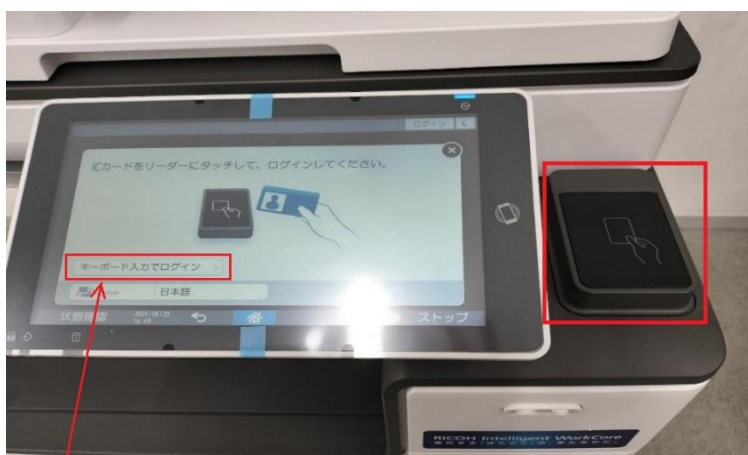 ログイン
ICカードをリーダーにタッチして、ログインしてください。
キーボード入力でログイン
日本語
状態確認
ストップ
RICOH Intelligent WorkCore